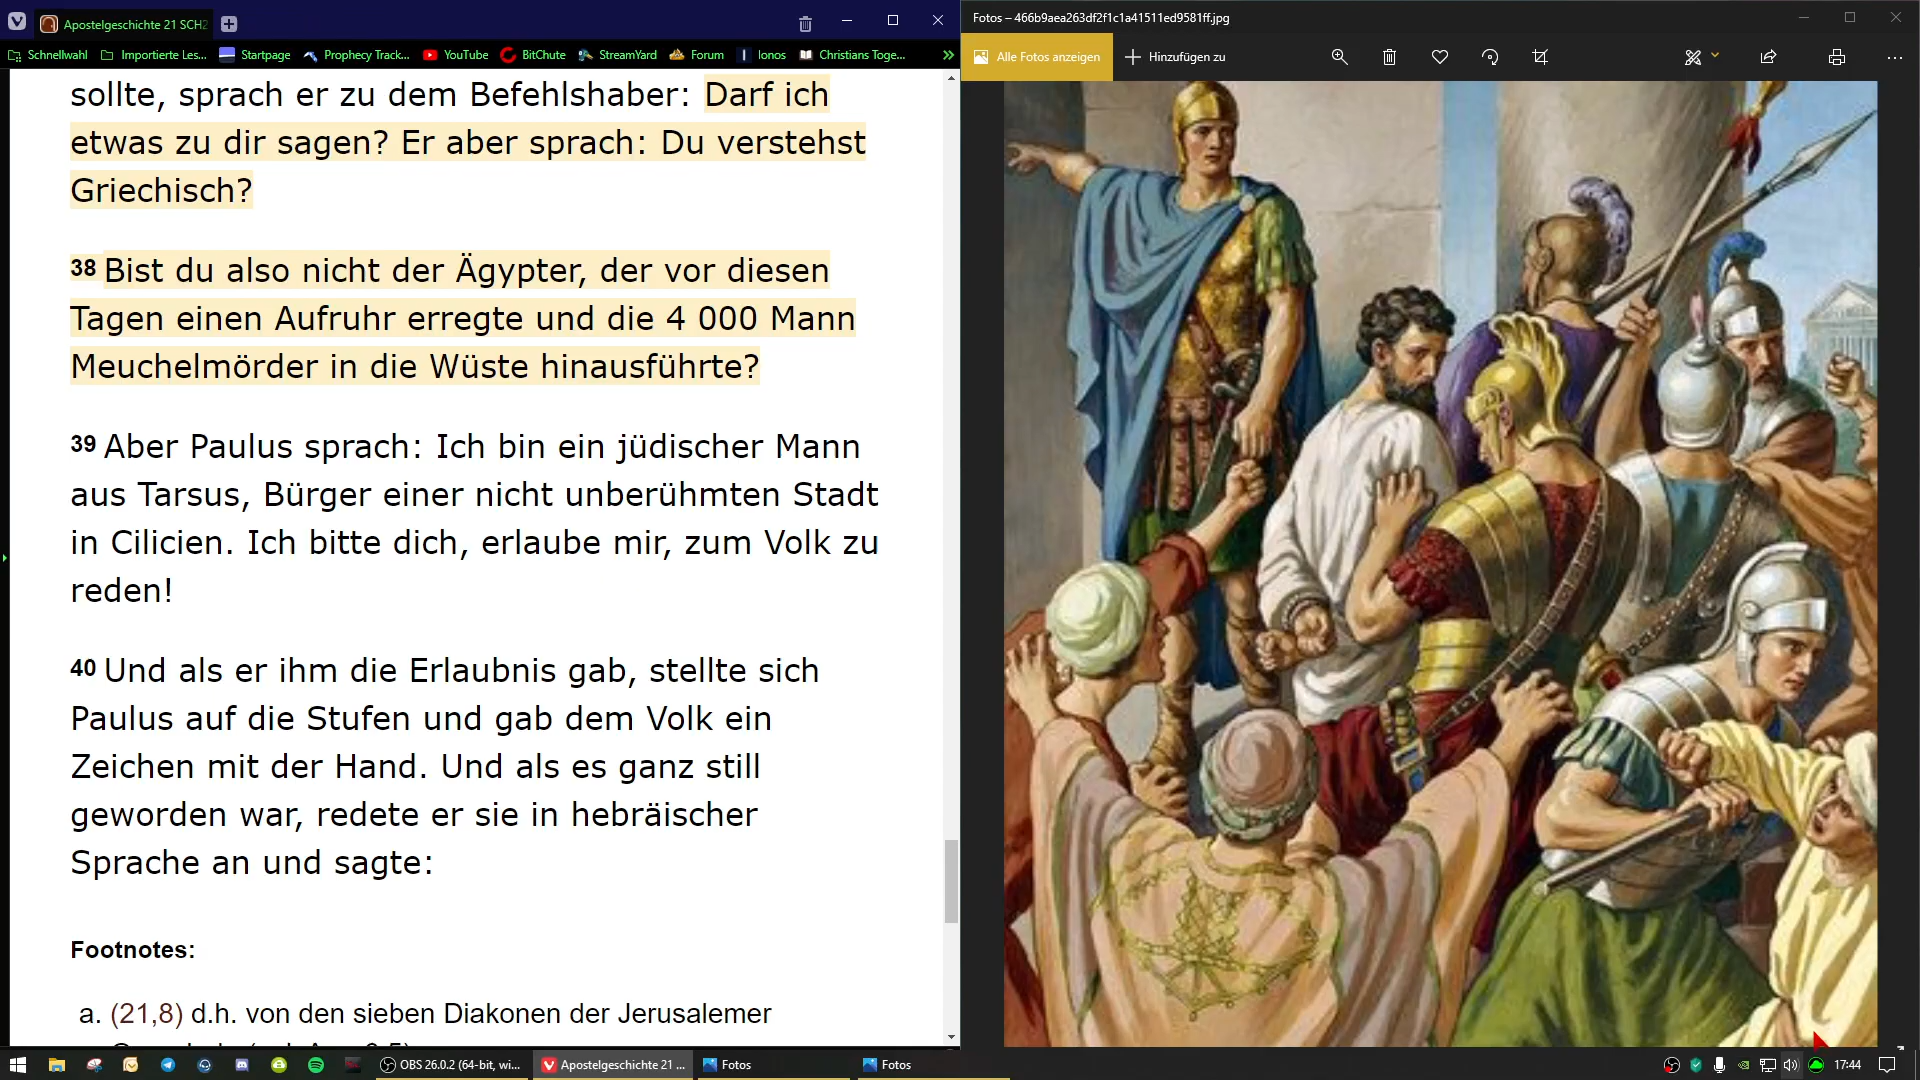 Apostelgeschichte 21 SCH2
Schnellwahl Importierte Les... Startpage Prophecy Track... YouTube BitChute StreamYard Forum Ionos Christians Toge... »
sollte, sprach er zu dem Befehlshaber: Darf ich
etwas zu dir sagen? Er aber sprach: Du verstehst
Griechisch?
38 Bist du also nicht der Ägypter, der vor diesen
Tagen einen Aufruhr erregte und die 4 000 Mann
Meuchelmörder in die Wüste hinausführte?
39 Aber Paulus sprach: Ich bin ein jüdischer Mann
aus Tarsus, Bürger einer nicht unberühmten Stadt
in Cilicien. Ich bitte dich, erlaube mir, zum Volk zu
reden!
40 Und als er ihm die Erlaubnis gab, stellte sich
Paulus auf die Stufen und gab dem Volk ein
Zeichen mit der Hand. Und als es ganz still
geworden war, redete er sie in hebräischer
Sprache an und sagte:
Footnotes:
a. (21,8) d.h. von den sieben Diakonen der Jerusalemer
Fotos – 466b9aea263df2f1c1a41511ed9581ff.jpg
Alle Fotos anzeigen Hinzufügen zu
OBS 26.0.2 (64-bit, wi... Apostelgeschichte 21 ... Fotos Fotos 17:44